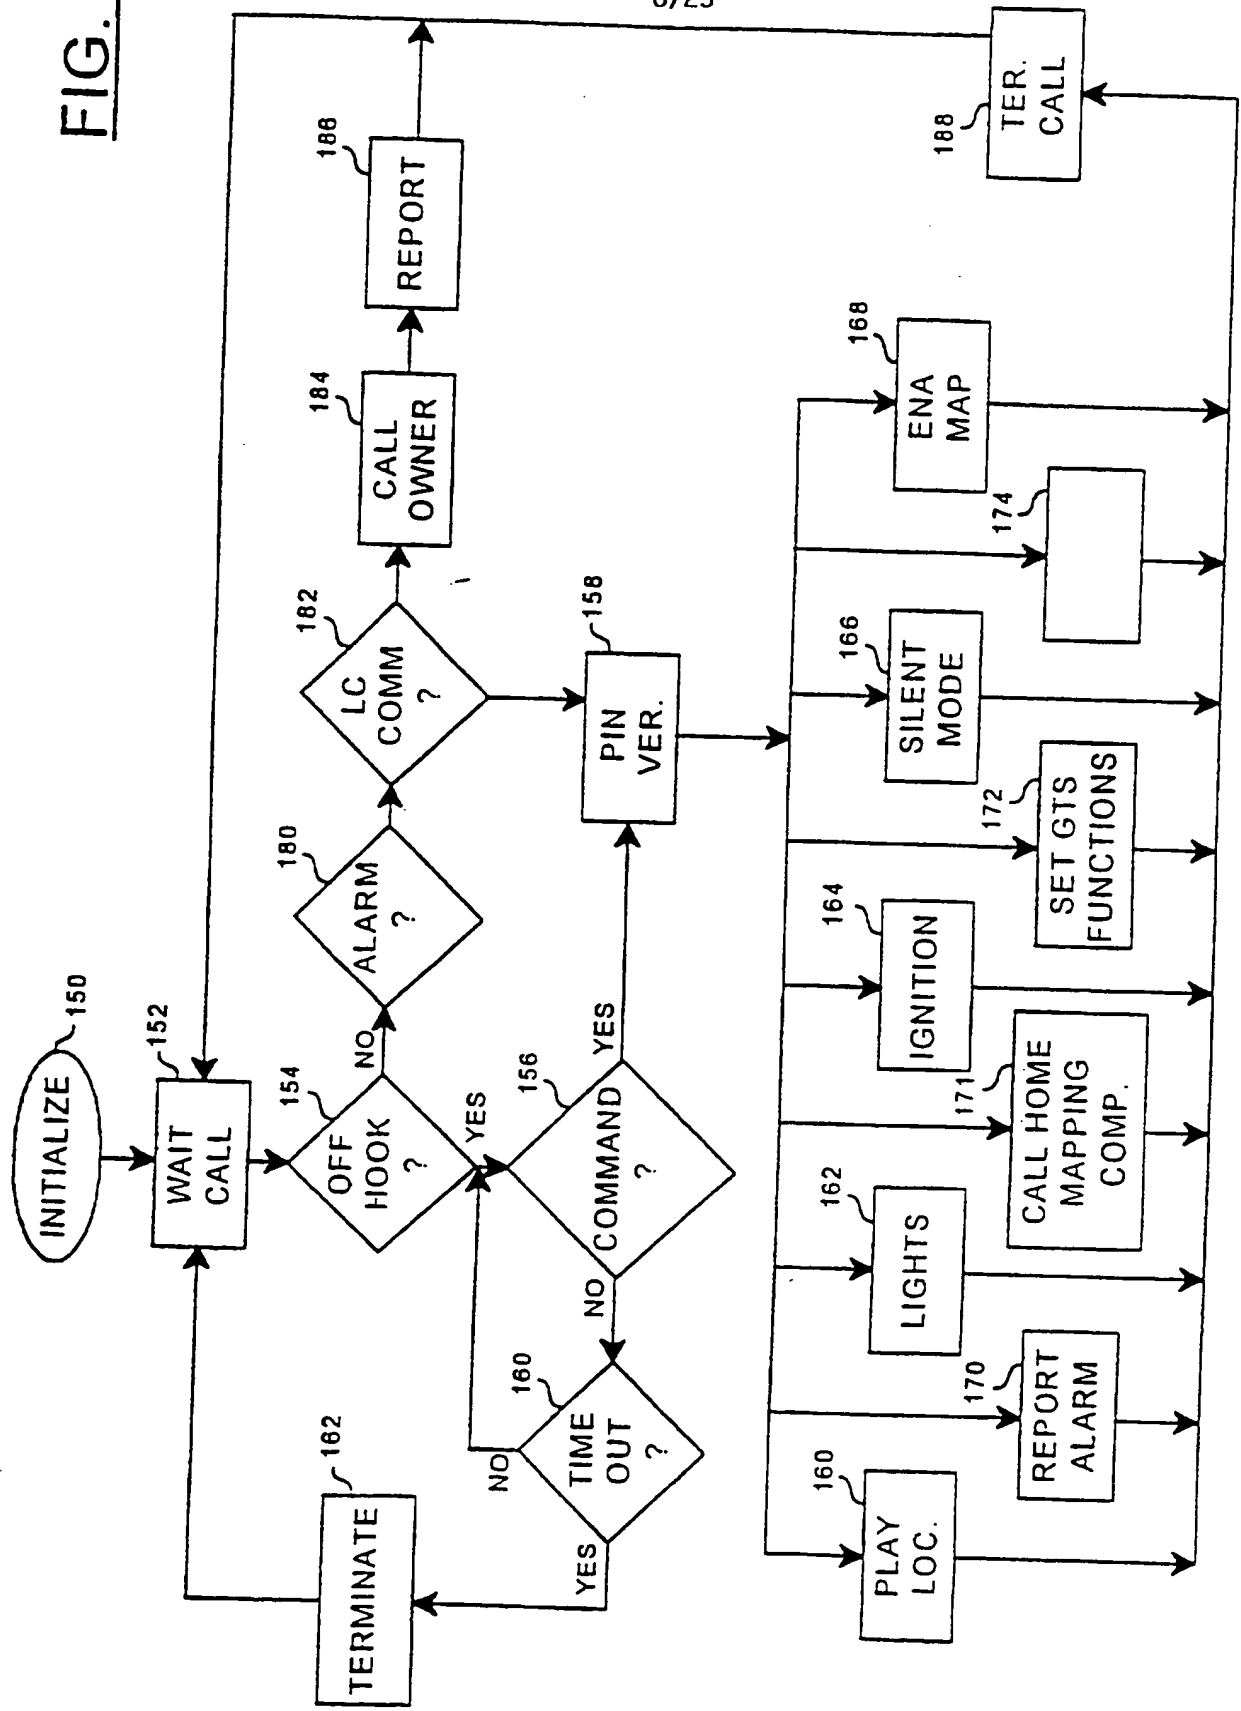 8/23
FIG.
INITIALIZE
150
WAIT
CALL
152
OFF
HOOK
?
154
NO
YES
ALARM
?
180
LC
COMM
?
182
CALL
OWNER
184
REPORT
186
COMMAND
?
156
YES
NO
PIN
VER.
158
TIME
OUT
?
160
NO
YES
TERMINATE
162
PLAY
LOC.
160
REPORT
ALARM
170
LIGHTS
162
CALL HOME
MAPPING
COMP.
171
IGNITION
164
SET GTS
FUNCTIONS
172
SILENT
MODE
166
174
ENA
MAP
168
TER.
CALL
188